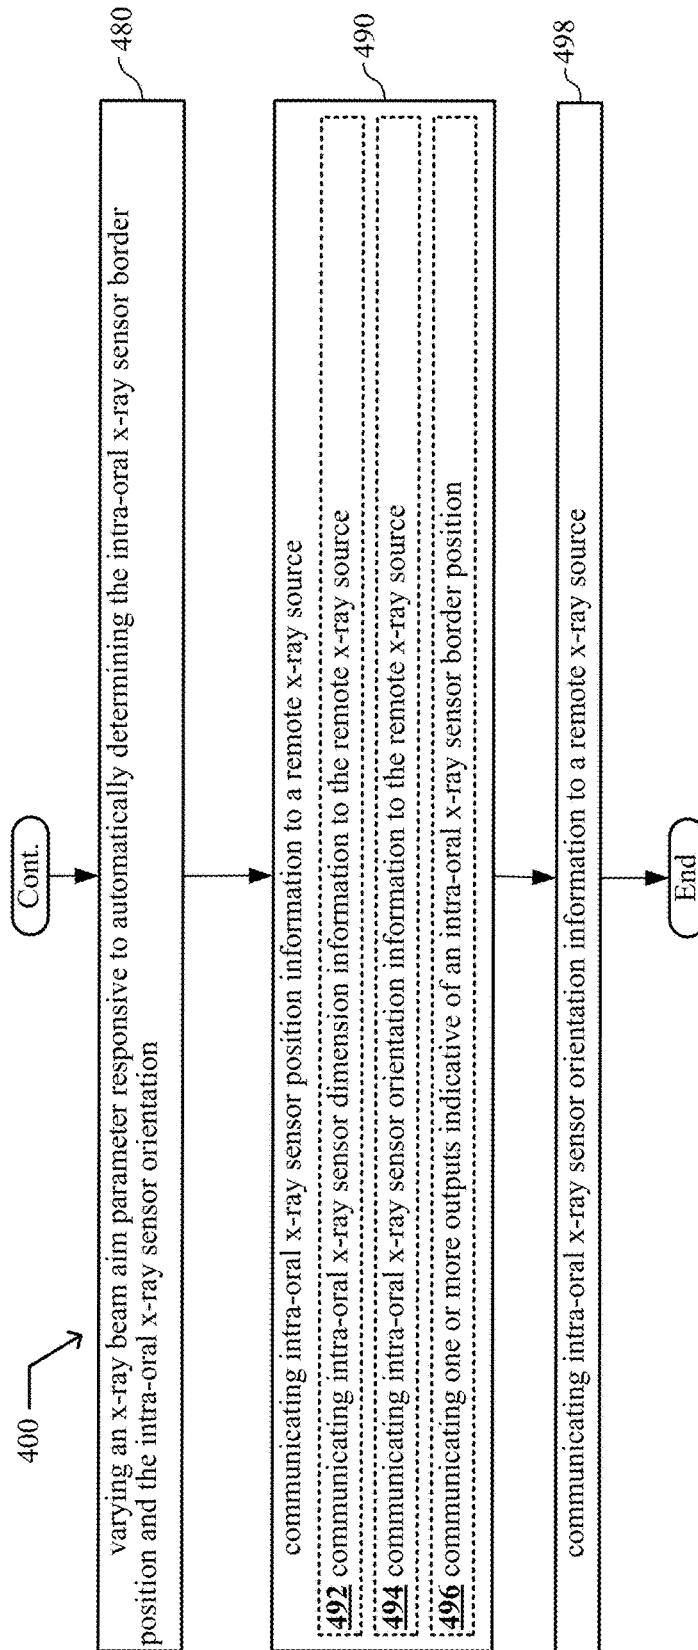 400
Cont.
varying an x-ray beam aim parameter responsive to automatically determining the intra-oral x-ray sensor border
position and the intra-oral x-ray sensor orientation
480
communicating intra-oral x-ray sensor position information to a remote x-ray source
492 communicating intra-oral x-ray sensor dimension information to the remote x-ray source
494 communicating intra-oral x-ray sensor orientation information to the remote x-ray source
496 communicating one or more outputs indicative of an intra-oral x-ray sensor border position
490
communicating intra-oral x-ray sensor orientation information to a remote x-ray source
498
End